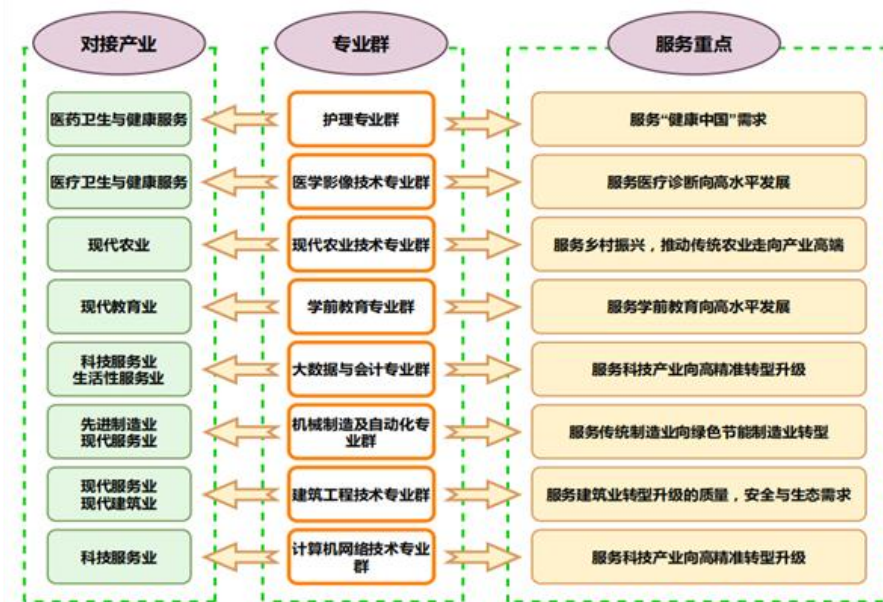 对接产业 专业群 服务重点
医药卫生与健康服务 护理专业群 服务“健康中国”需求
医疗卫生与健康服务 医学影像技术专业群 服务医疗诊断向高水平发展
现代农业 现代农业技术专业群 服务乡村振兴，推动传统农业走向产业高端
现代教育业 学前教育专业群 服务学前教育向高水平发展
科技服务业
生活性服务业
大数据与会计专业群 服务科技产业向高精准转型升级
先进制造业
现代服务业
机械制造及自动化专
业群
服务传统制造业向绿色节能制造业转型
现代服务业
现代建筑业
建筑工程技术专业群 服务建筑业转型升级的质量，安全与生态需求
科技服务业
计算机网络技术专业
群
服务科技产业向高精准转型升级